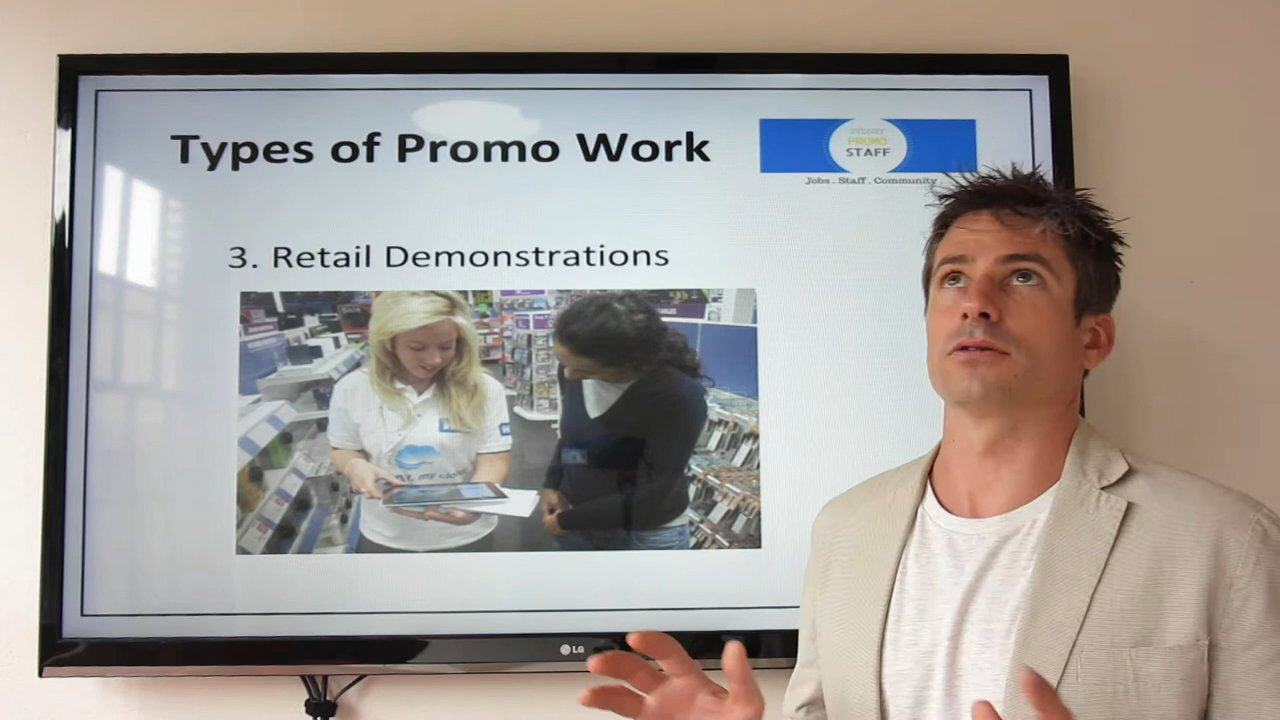 Types of Promo Work
SYDNEY
PROMO
STAFF
Jobs . Staff . Community
3. Retail Demonstrations
LG